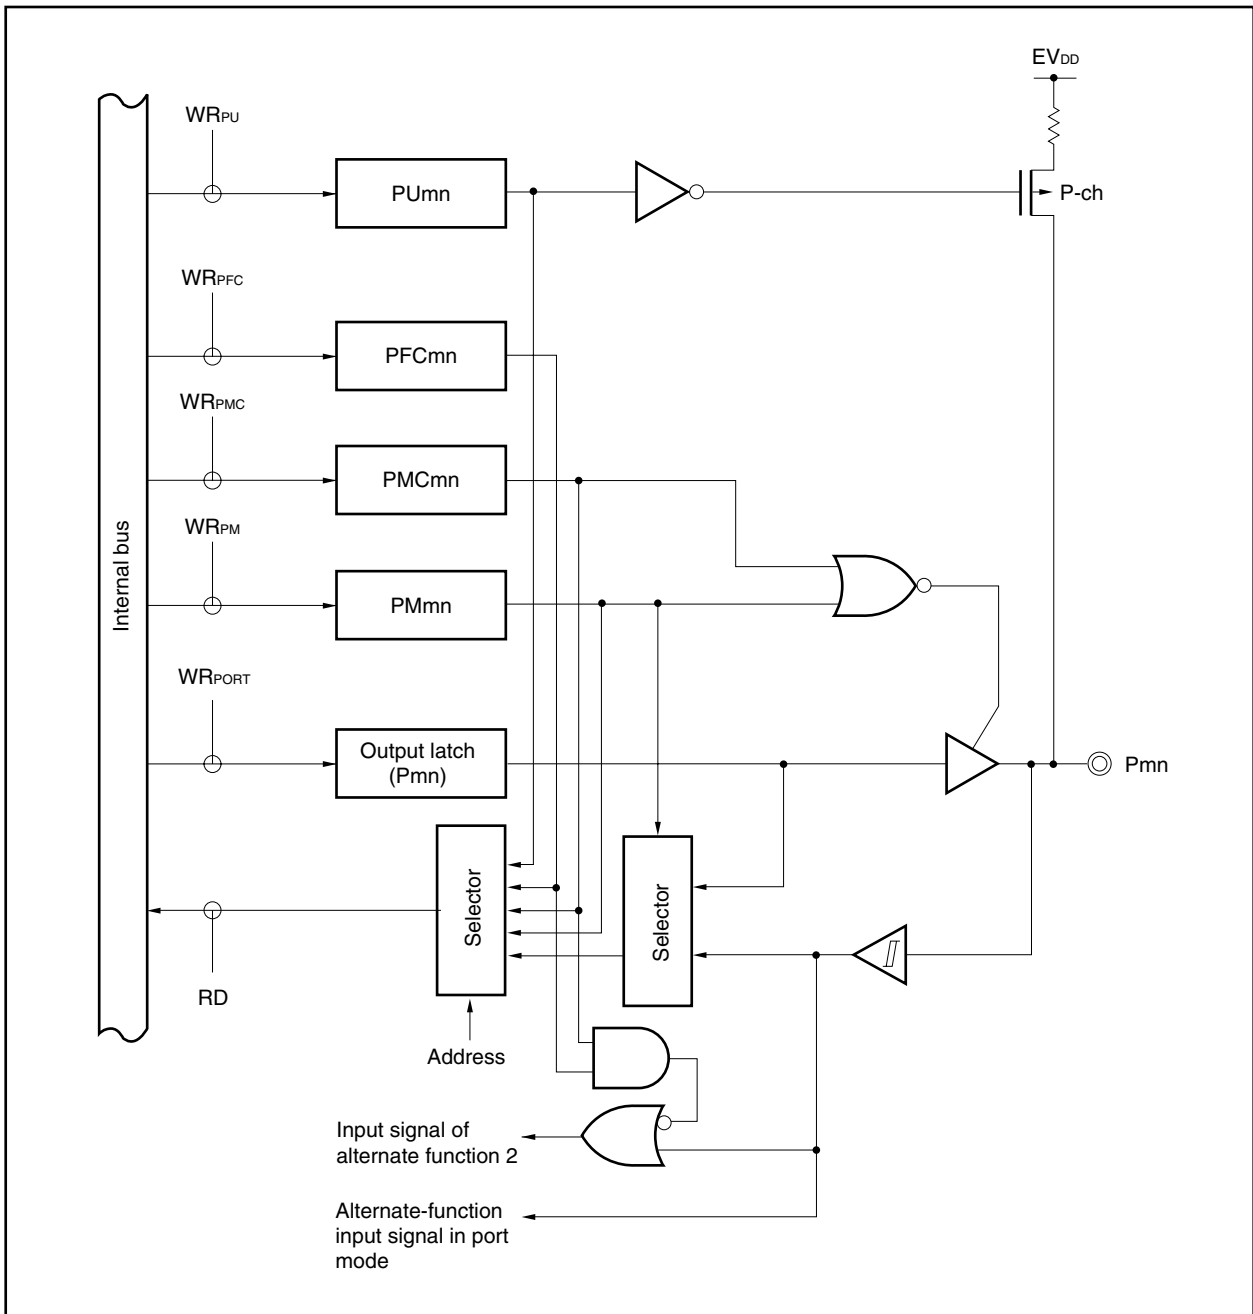 EVDD
WRPU
PUmn
P-ch
WRPFC
PFCmn
WRPMC
PMCmn
WRPM
PMmn
Internal bus
WRPORT
Output latch
(Pmn)
Pmn
Selector
Selector
RD
Address
Input signal of
alternate function 2
Alternate-function
input signal in port
mode